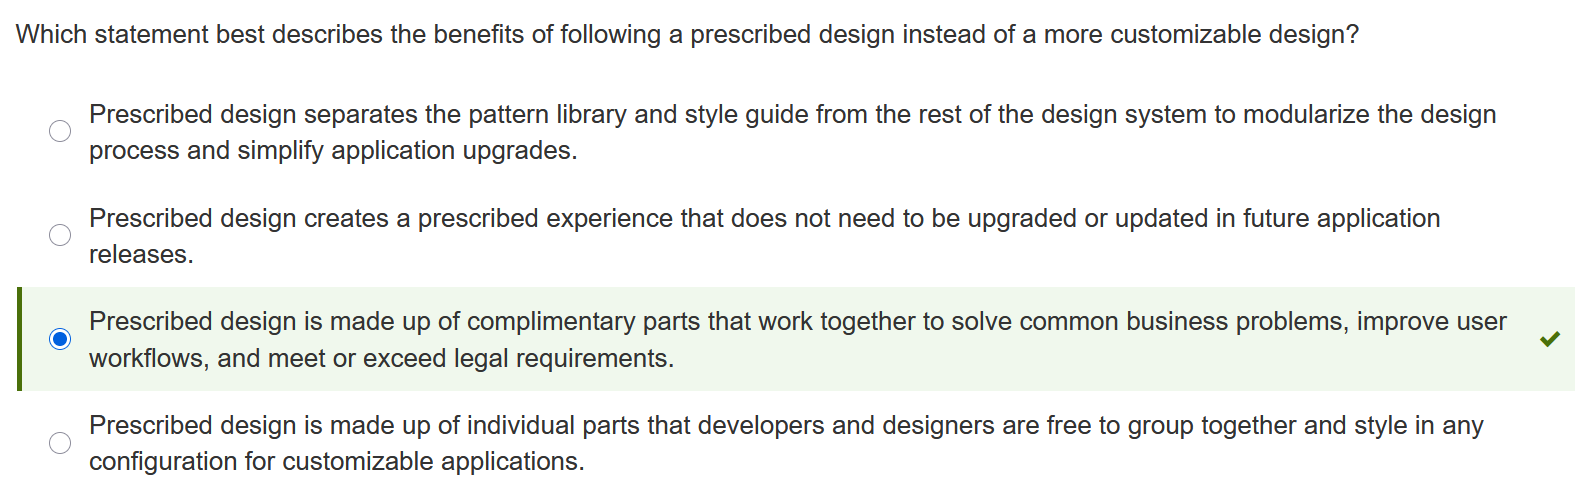 Which statement best describes the benefits of following a prescribed design instead of a more customizable design?
Prescribed design separates the pattern library and style guide from the rest of the design system to modularize the design
process and simplify application upgrades.
Prescribed design creates a prescribed experience that does not need to be upgraded or updated in future application
releases.
Prescribed design is made up of complimentary parts that work together to solve common business problems, improve user
workflows, and meet or exceed legal requirements.
Prescribed design is made up of individual parts that developers and designers are free to group together and style in any
configuration for customizable applications.